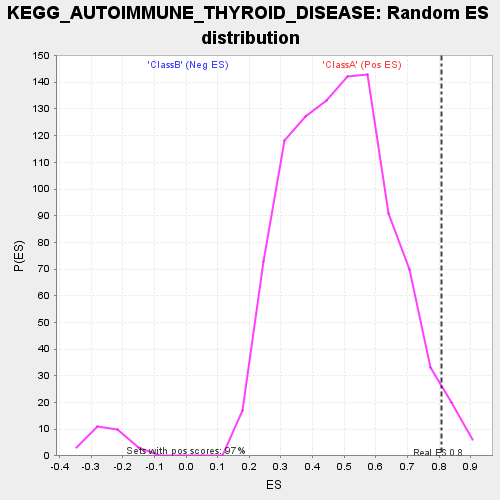 KEGG_AUTOIMMUNE_THYROID_DISEASE: Random ES
distribution
'ClassB' (Neg ES)
'ClassA' (Pos ES)
P(ES)
150
140
130
120
110
100
90
80
70
60
50
40
30
20
10
0
Sets with pos scores: 97%
Real ES 0.8
-0.4 -0.3 -0.2 -0.1 0.0 0.1 0.2 0.3 0.4 0.5 0.6 0.7 0.8 0.9
ES